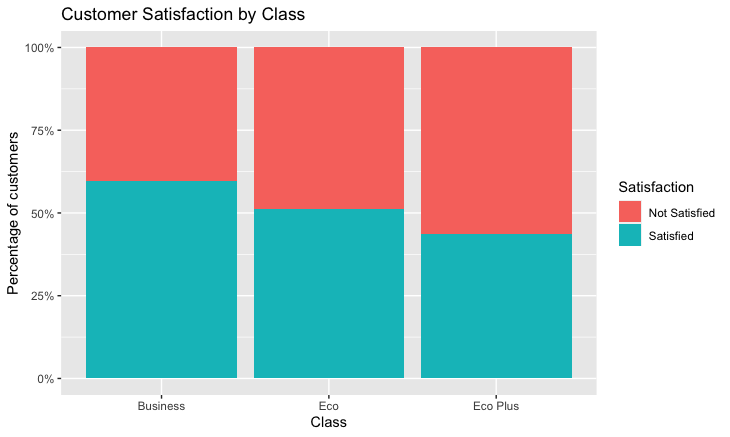 Customer Satisfaction by Class
Percentage of customers
100%
75%
50%
25%
0%
Business
Eco
Eco Plus
Class
Satisfaction
Not Satisfied
Satisfied